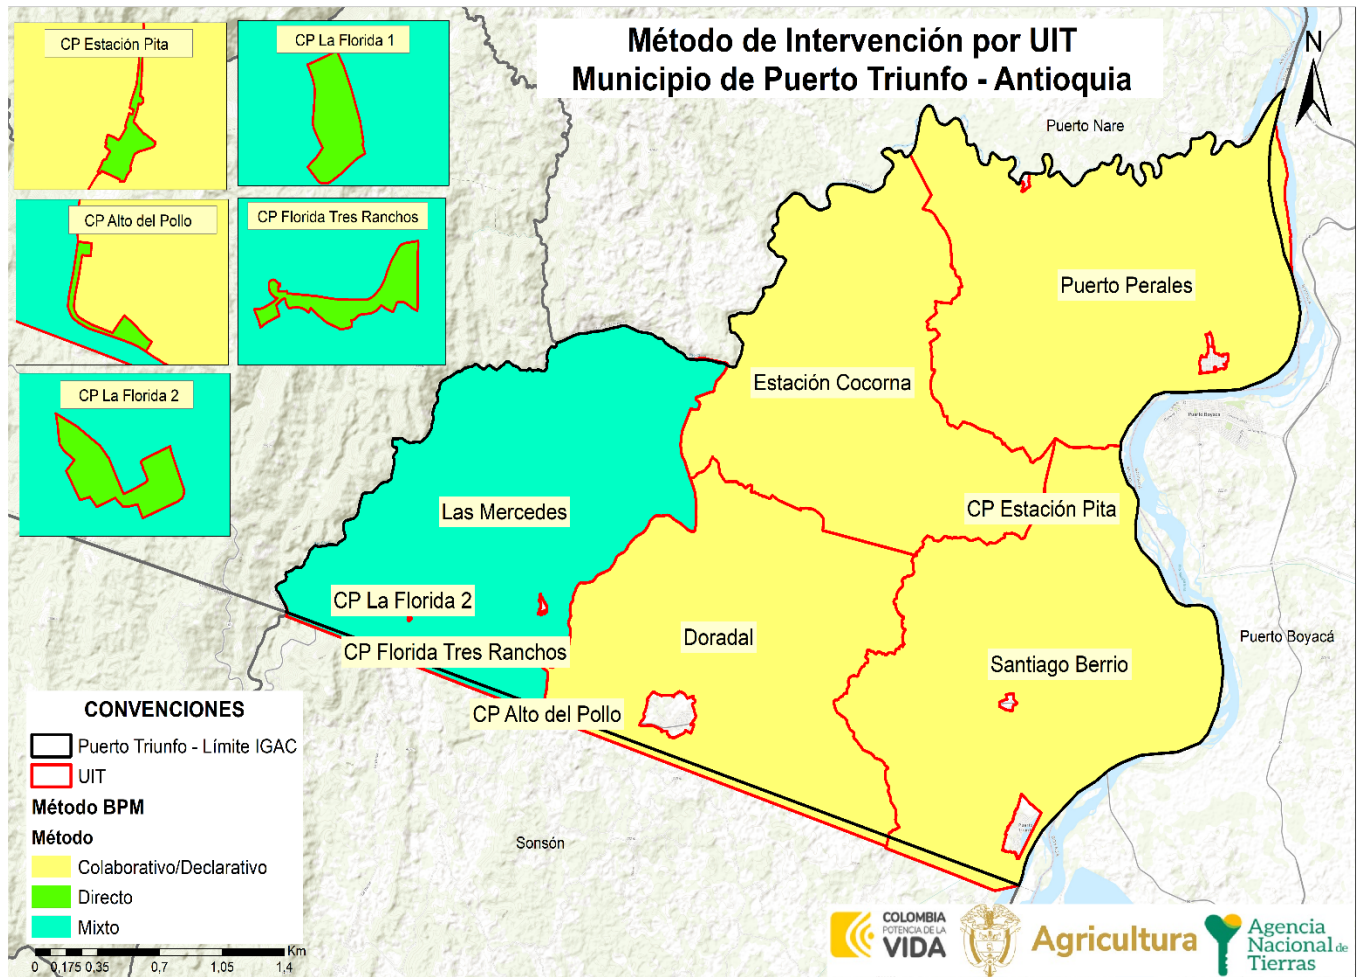 Método de Intervención por UIT
Municipio de Puerto Triunfo - Antioquia
N
CP Estación Pita
CP La Florida 1
CP Alto del Pollo
CP Florida Tres Ranchos
CP La Florida 2
Puerto Nare
Puerto Perales
Estación Cocorna
Puerto Boyaca
Las Mercedes
CP Estación Pita
CP La Florida 2
Doradal
Puerto Boyacá
CP Florida Tres Ranchos
Santiago Berrio
CP Alto del Pollo
Sonsón
CONVENCIONES
Puerto Triunfo - Límite IGAC
UIT
Método BPM
Método
Colaborativo/Declarativo
Directo
Mixto
Km
0 0,175 0,35 0,7 1,05 1,4
COLOMBIA
POTENCIA DE LA
VIDA
Agricultura
Agencia
Nacional de
Tierras